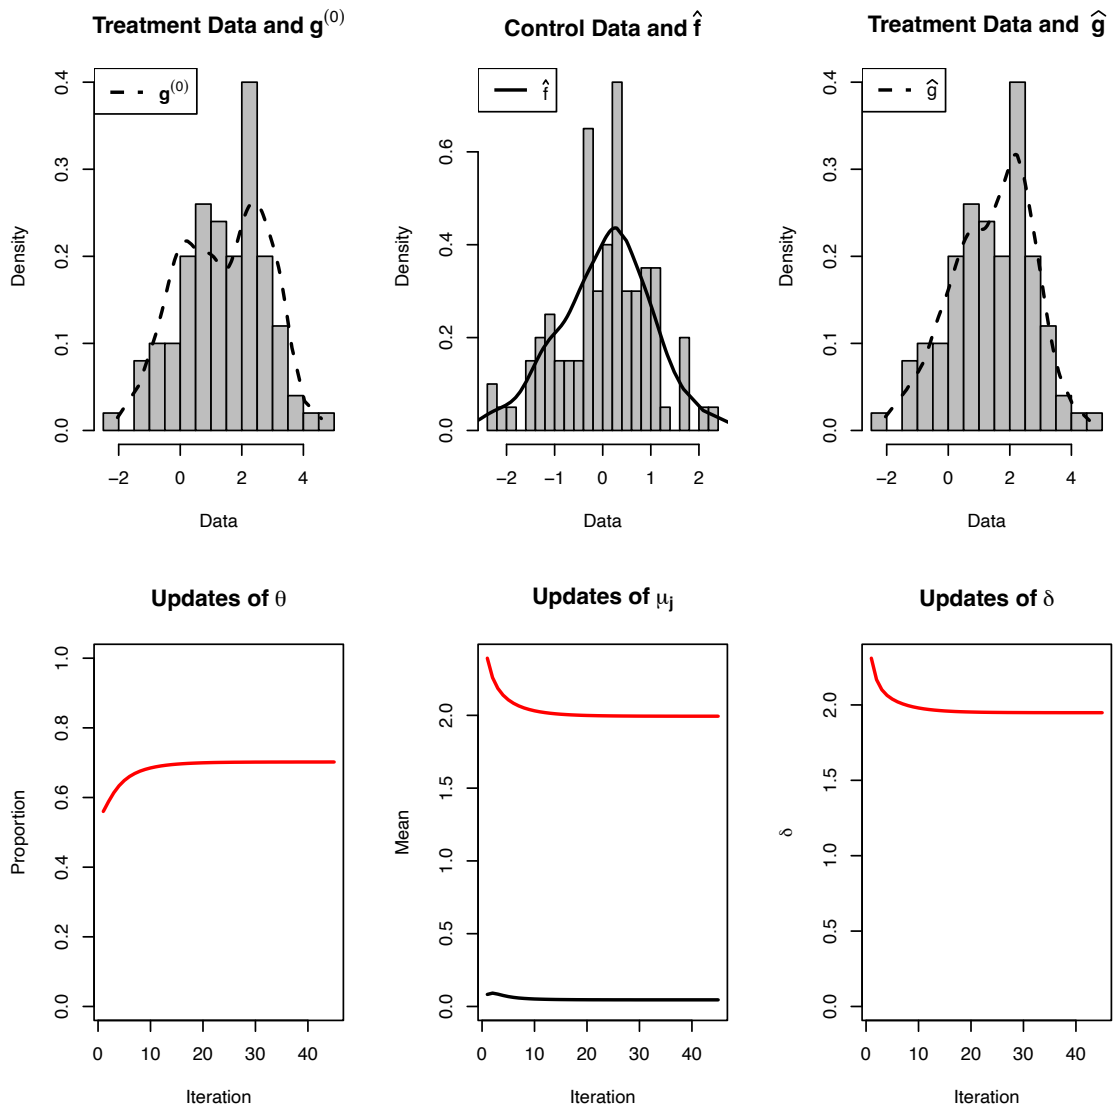 Treatment Data and g⁽⁰⁾
g⁽⁰⁾
Density
0.0 0.1 0.2 0.3 0.4
−2 0 2 4
Data
Control Data and f̂
f̂
Density
0.0 0.2 0.4 0.6
−2 −1 0 1 2
Data
Treatment Data and ĝ
ĝ
Density
0.0 0.1 0.2 0.3 0.4
−2 0 2 4
Data
Updates of θ
Proportion
0.0 0.2 0.4 0.6 0.8 1.0
0 10 20 30 40
Iteration
Updates of μⱼ
Mean
0.0 0.5 1.0 1.5 2.0
0 10 20 30 40
Iteration
Updates of δ
δ
0.0 0.5 1.0 1.5 2.0
0 10 20 30 40
Iteration